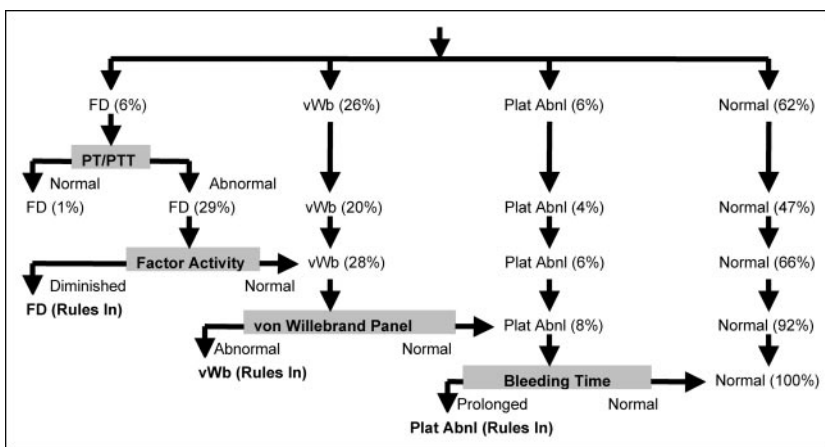 FD (6%) vWb (26%) Plat Abnl (6%) Normal (62%)
PT/PTT
Normal Abnormal
FD (1%) FD (29%) vWb (20%) Plat Abnl (4%) Normal (47%)
Factor Activity vWb (28%) Plat Abnl (6%) Normal (66%)
Diminished Normal
FD (Rules In)
von Willebrand Panel Plat Abnl (8%) Normal (92%)
Abnormal Normal
vWb (Rules In)
Bleeding Time Normal (100%)
Prolonged Normal
Plat Abnl (Rules In)